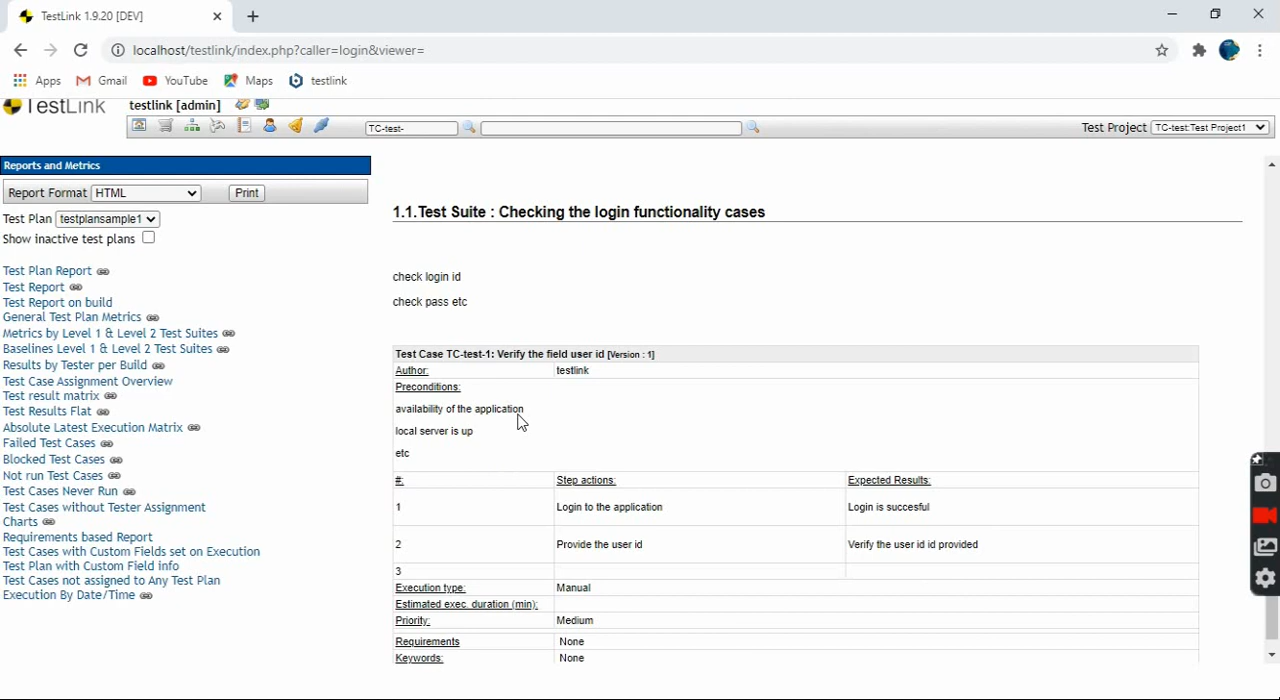 TestLink 1.9.20 [DEV]
localhost/testlink/index.php?caller=login&viewer=
Apps Gmail YouTube Maps testlink
TestLink testlink [admin]
TC-test- Test Project TC-test:Test Project1
Reports and Metrics
Report Format HTML Print
Test Plan testplansample1
Show inactive test plans
Test Plan Report
Test Report
Test Report on build
General Test Plan Metrics
Metrics by Level 1 & Level 2 Test Suites
Baselines Level 1 & Level 2 Test Suites
Results by Tester per Build
Test Case Assignment Overview
Test result matrix
Test Results Flat
Absolute Latest Execution Matrix
Failed Test Cases
Blocked Test Cases
Not run Test Cases
Test Cases Never Run
Test Cases without Tester Assignment
Charts
Requirements based Report
Test Cases with Custom Fields set on Execution
Test Plan with Custom Field info
Test Cases not assigned to Any Test Plan
Execution By Date/Time
1.1.Test Suite : Checking the login functionality cases
check login id
check pass etc
Test Case TC-test-1: Verify the field user id [Version : 1]
Author: testlink
Preconditions:
availability of the application
local server is up
etc
#: Step actions: Expected Results:
1 Login to the application Login is succesful
2 Provide the user id Verify the user id id provided
3
Execution type: Manual
Estimated exec. duration (min):
Priority: Medium
Requirements None
Keywords: None